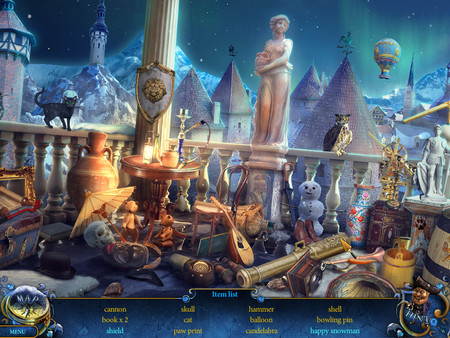 Item list
cannon skull hammer shell
book x 2 cat balloon bowling pin
shield paw print candelabra happy snowman
MENU
HINT